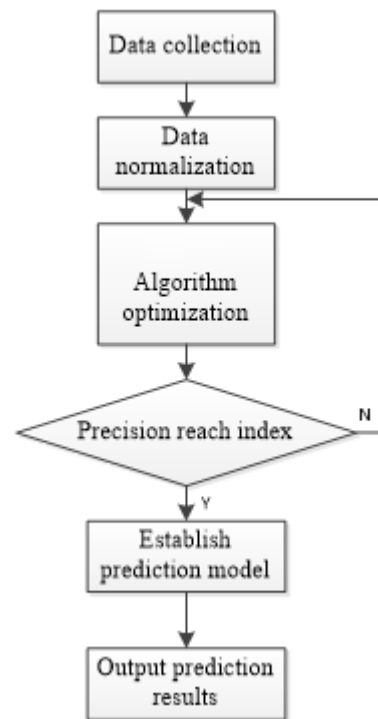 Data collection
Data
normalization
Algorithm
optimization
Precision reach index
N
Y
Establish
prediction model
Output prediction
results